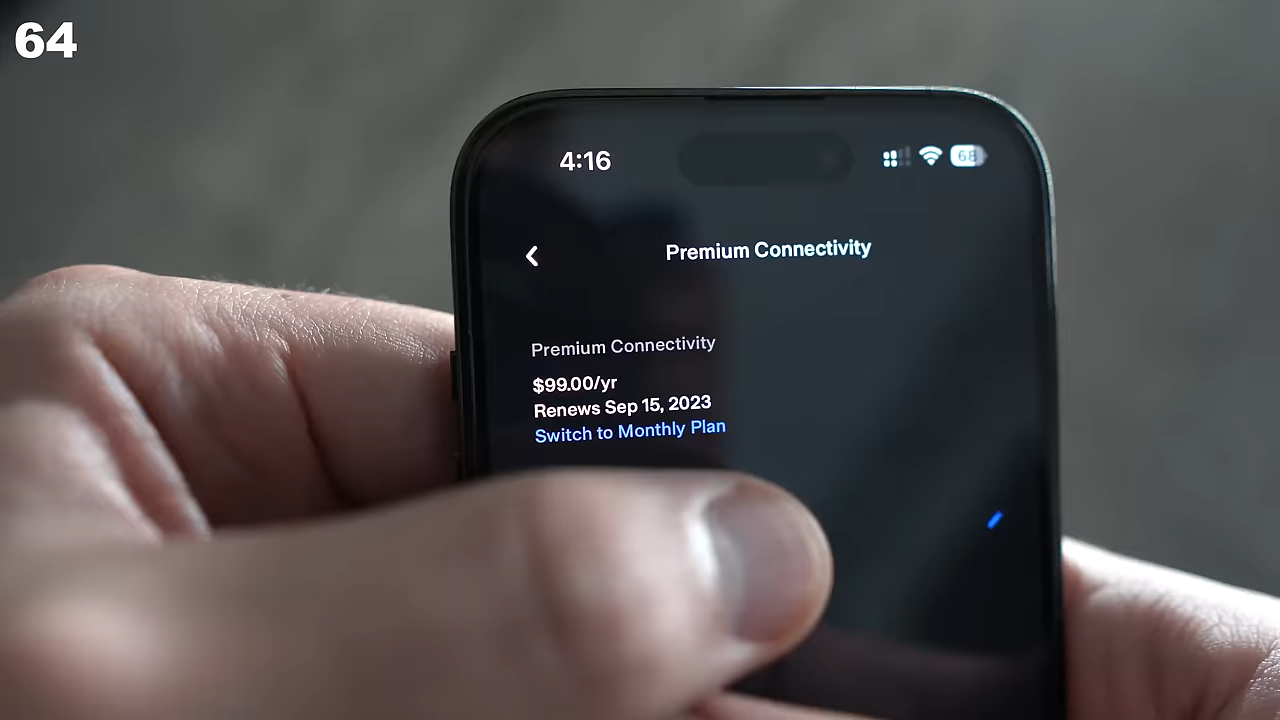 64
4:16
68
Premium Connectivity
Premium Connectivity
$99.00/yr
Renews Sep 15, 2023
Switch to Monthly Plan